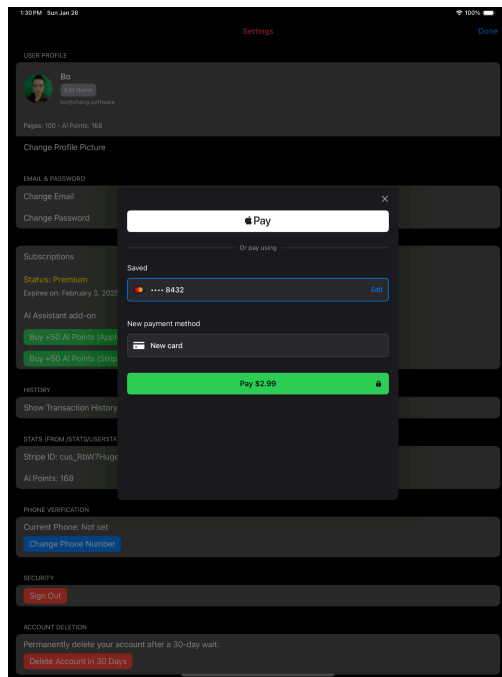 1:30 PM Sun Jan 26
100%
Settings
Done
USER PROFILE
Bo
Edit Name
bo@zhang.software
Pages: 100 - AI Points: 168
Change Profile Picture
EMAIL & PASSWORD
Change Email
Change Password
Pay
Or pay using
Saved
•••• 8432
Edit
New payment method
New card
Pay $2.99
Subscriptions
Status: Premium
Expires on: February 3, 2025
AI Assistant add-on
Buy +50 AI Points (Appl
Buy +50 AI Points (Strip
HISTORY
Show Transaction History
STATS (FROM /STATS/USERSTA
Stripe ID: cus_RbW7Huge
AI Points: 168
PHONE VERIFICATION
Current Phone: Not set
Change Phone Number
SECURITY
Sign Out
ACCOUNT DELETION
Permanently delete your account after a 30-day wait.
Delete Account in 30 Days